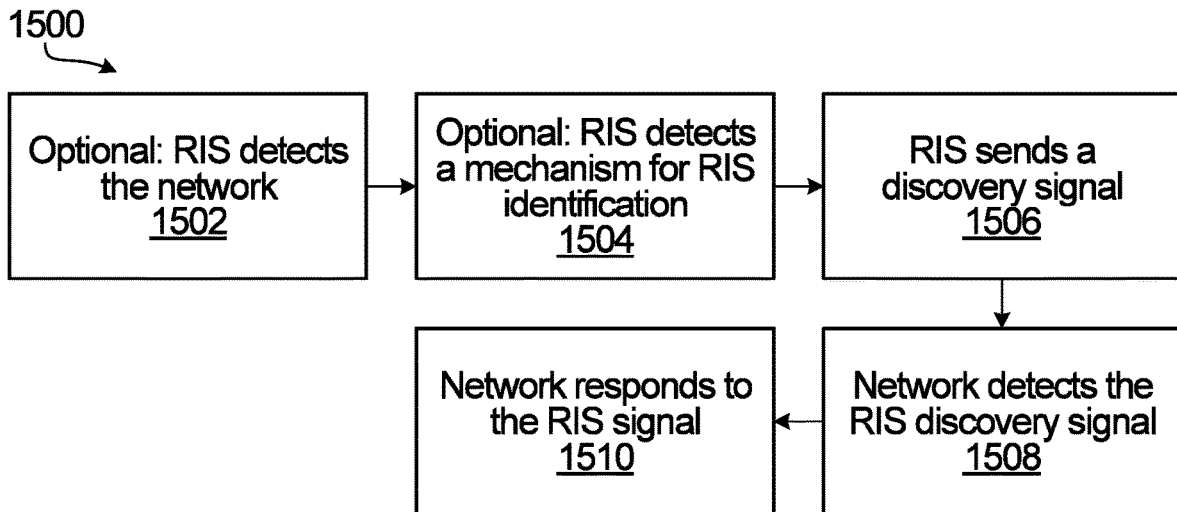 1500
Optional: RIS detects
the network
1502
Optional: RIS detects
a mechanism for RIS
identification
1504
RIS sends a
discovery signal
1506
Network responds to
the RIS signal
1510
Network detects the
RIS discovery signal
1508